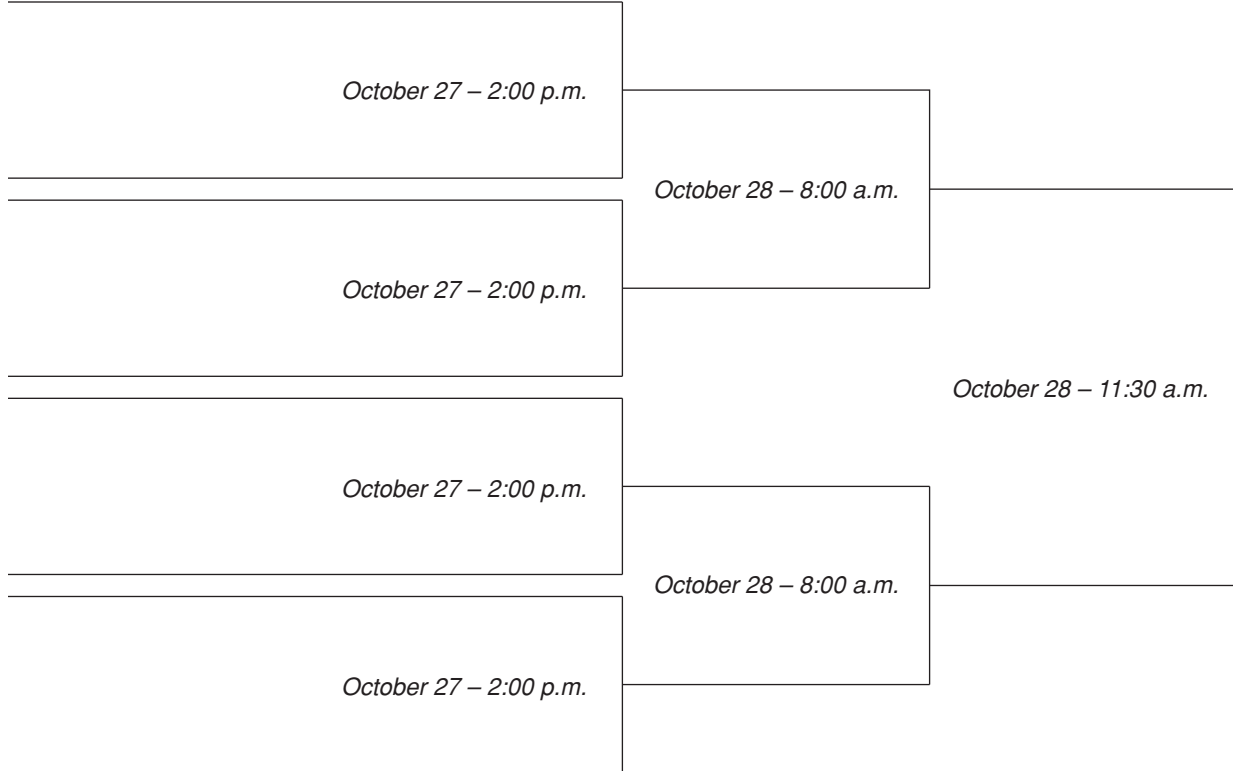 October 27 – 2:00 p.m.
October 28 – 8:00 a.m.
October 27 – 2:00 p.m.
October 28 – 11:30 a.m.
October 27 – 2:00 p.m.
October 28 – 8:00 a.m.
October 27 – 2:00 p.m.